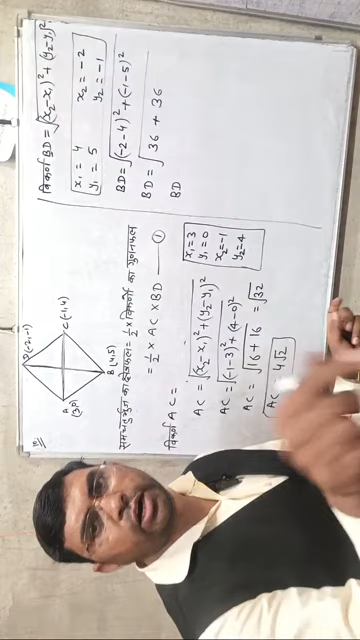 D(-2,-1)
A (3,0)
C(-1,4)
B (4,5)
समचतुर्भुज का क्षेत्रफल = 1/2 × विकर्णों का गुणनफल
= 1/2 × AC × BD —— ①
विकर्ण AC =
AC = √(x₂-x₁)²+(y₂-y₁)²
AC = √(-1-3)²+(4-0)²
AC = √16+16 = √32
AC 4√2
x₁=3
y₁=0
x₂=-1
y₂=4
विकर्ण BD = √(x₂-x₁)²+(y₂-y₁)²
x₁ = 4 x₂ = -2
y₁ = 5 y₂ = -1
BD = √(-2-4)²+(-1-5)²
BD = √36 + 36
BD